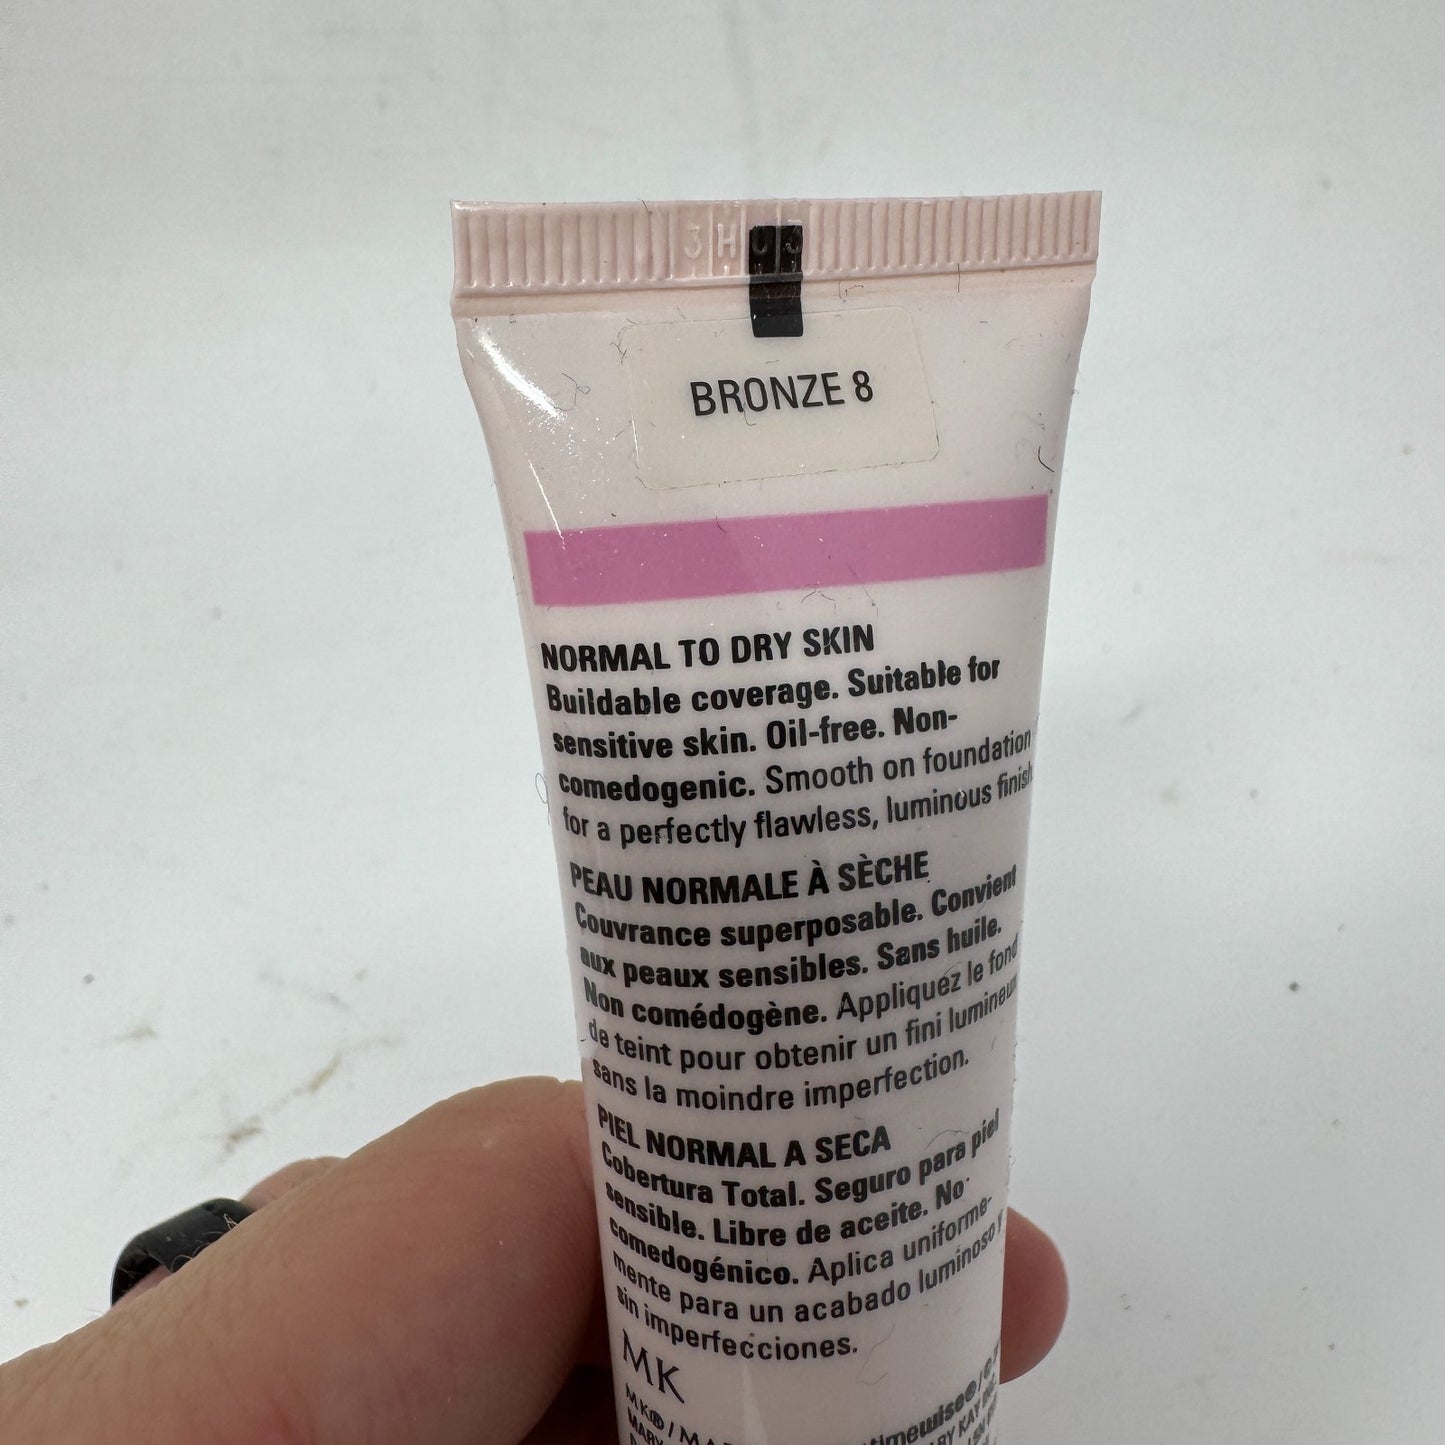 BRONZE 8
NORMAL TO DRY SKIN
Buildable coverage. Suitable for
sensitive skin. Oil-free. Non-
comedogenic. Smooth on foundation
for a perfectly flawless, luminous finish
PEAU NORMALE À SÈCHE
Couvrance superposable. Convient
aux peaux sensibles. Sans huile.
Non comédogène. Appliquez le fond
de teint pour obtenir un fini lumineux
sans la moindre imperfection.
PIEL NORMAL A SECA
Cobertura Total. Seguro para piel
sensible. Libre de aceite. No
comedogénico. Aplica uniforme-
mente para un acabado luminoso y
sin imperfecciones.
MK
MK®/
timewise®/